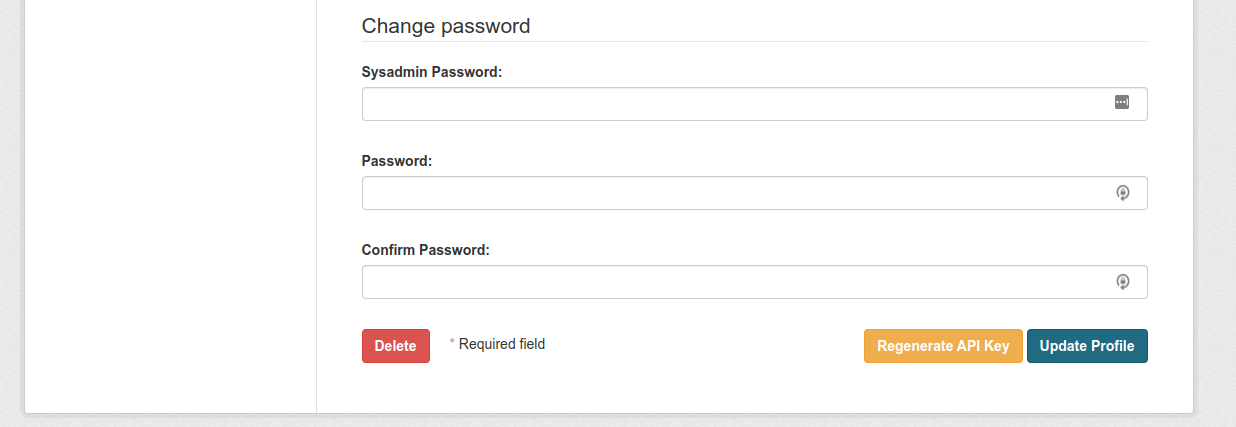 Change password
Sysadmin Password:
Password:
Confirm Password:
Delete * Required field Regenerate API Key Update Profile